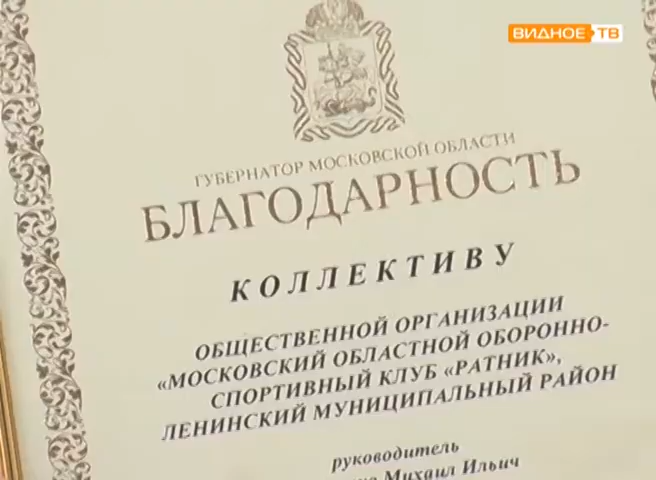 ВИДНОЕ ТВ
ГУБЕРНАТОР МОСКОВСКОЙ ОБЛАСТИ
БЛАГОДАРНОСТЬ
КОЛЛЕКТИВУ
ОБЩЕСТВЕННОЙ ОРГАНИЗАЦИИ
«МОСКОВСКИЙ ОБЛАСТНОЙ ОБОРОННО-
СПОРТИВНЫЙ КЛУБ «РАТНИК»,
ЛЕНИНСКИЙ МУНИЦИПАЛЬНЫЙ РАЙОН
руководитель
Михаил Ильич